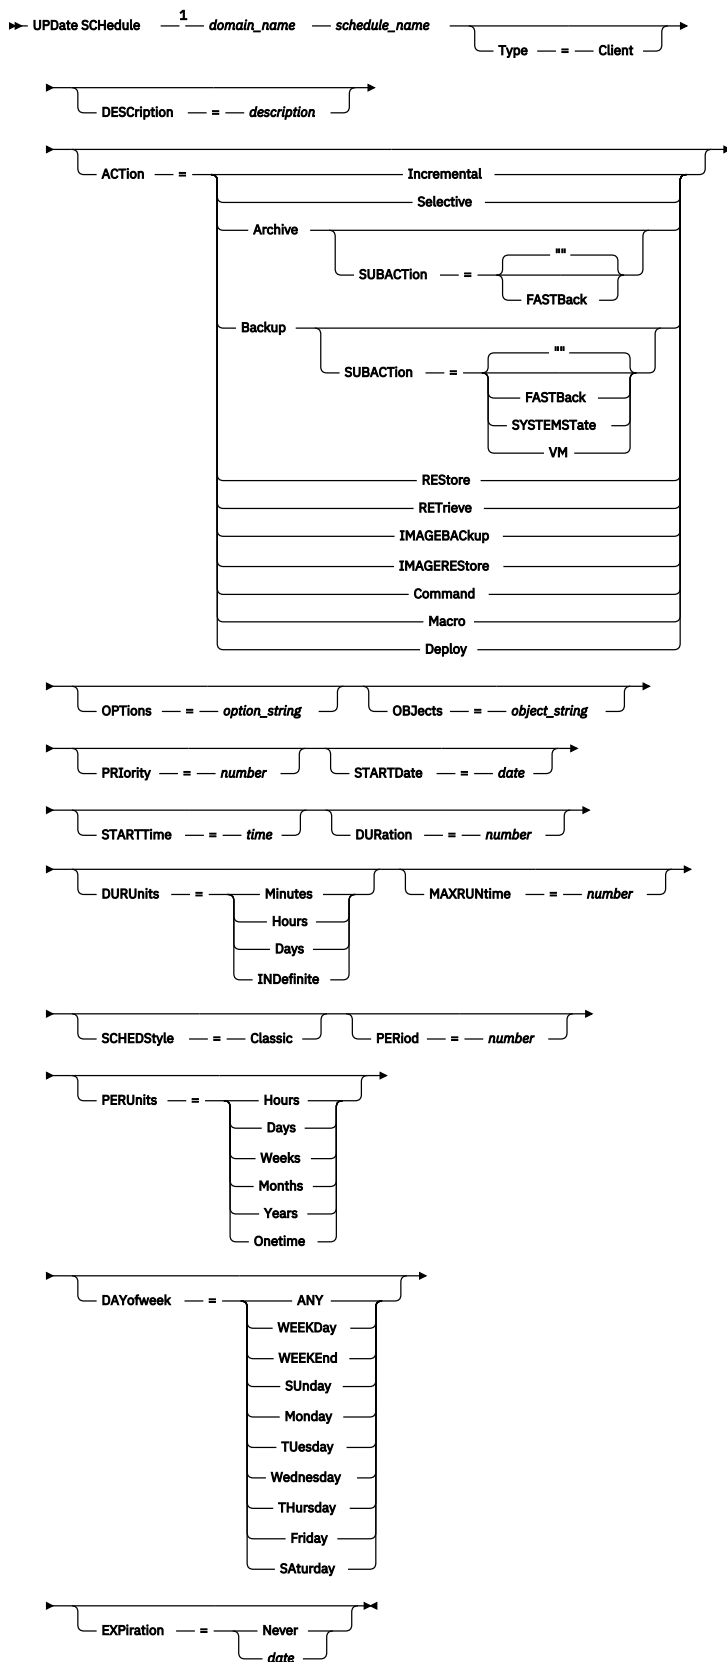 1
UPDate SCHedule domain_name schedule_name
Type = Client
DESCription = description
ACTion = Incremental
Selective
Archive
SUBACTion = ""
FASTBack
Backup
SUBACTion = ""
FASTBack
SYSTEMSTate
VM
REStore
RETrieve
IMAGEBACkup
IMAGEREStore
Command
Macro
Deploy
OPTions = option_string OBJects = object_string
PRIority = number STARTDate = date
STARTTime = time DURation = number
DURUnits = Minutes MAXRUNtime = number
Hours
Days
INDefinite
SCHEDStyle = Classic PERiod = number
PERUnits = Hours
Days
Weeks
Months
Years
Onetime
DAYofweek = ANY
WEEKDay
WEEKEnd
SUnday
Monday
TUesday
Wednesday
THursday
Friday
SAturday
EXPiration = Never
date